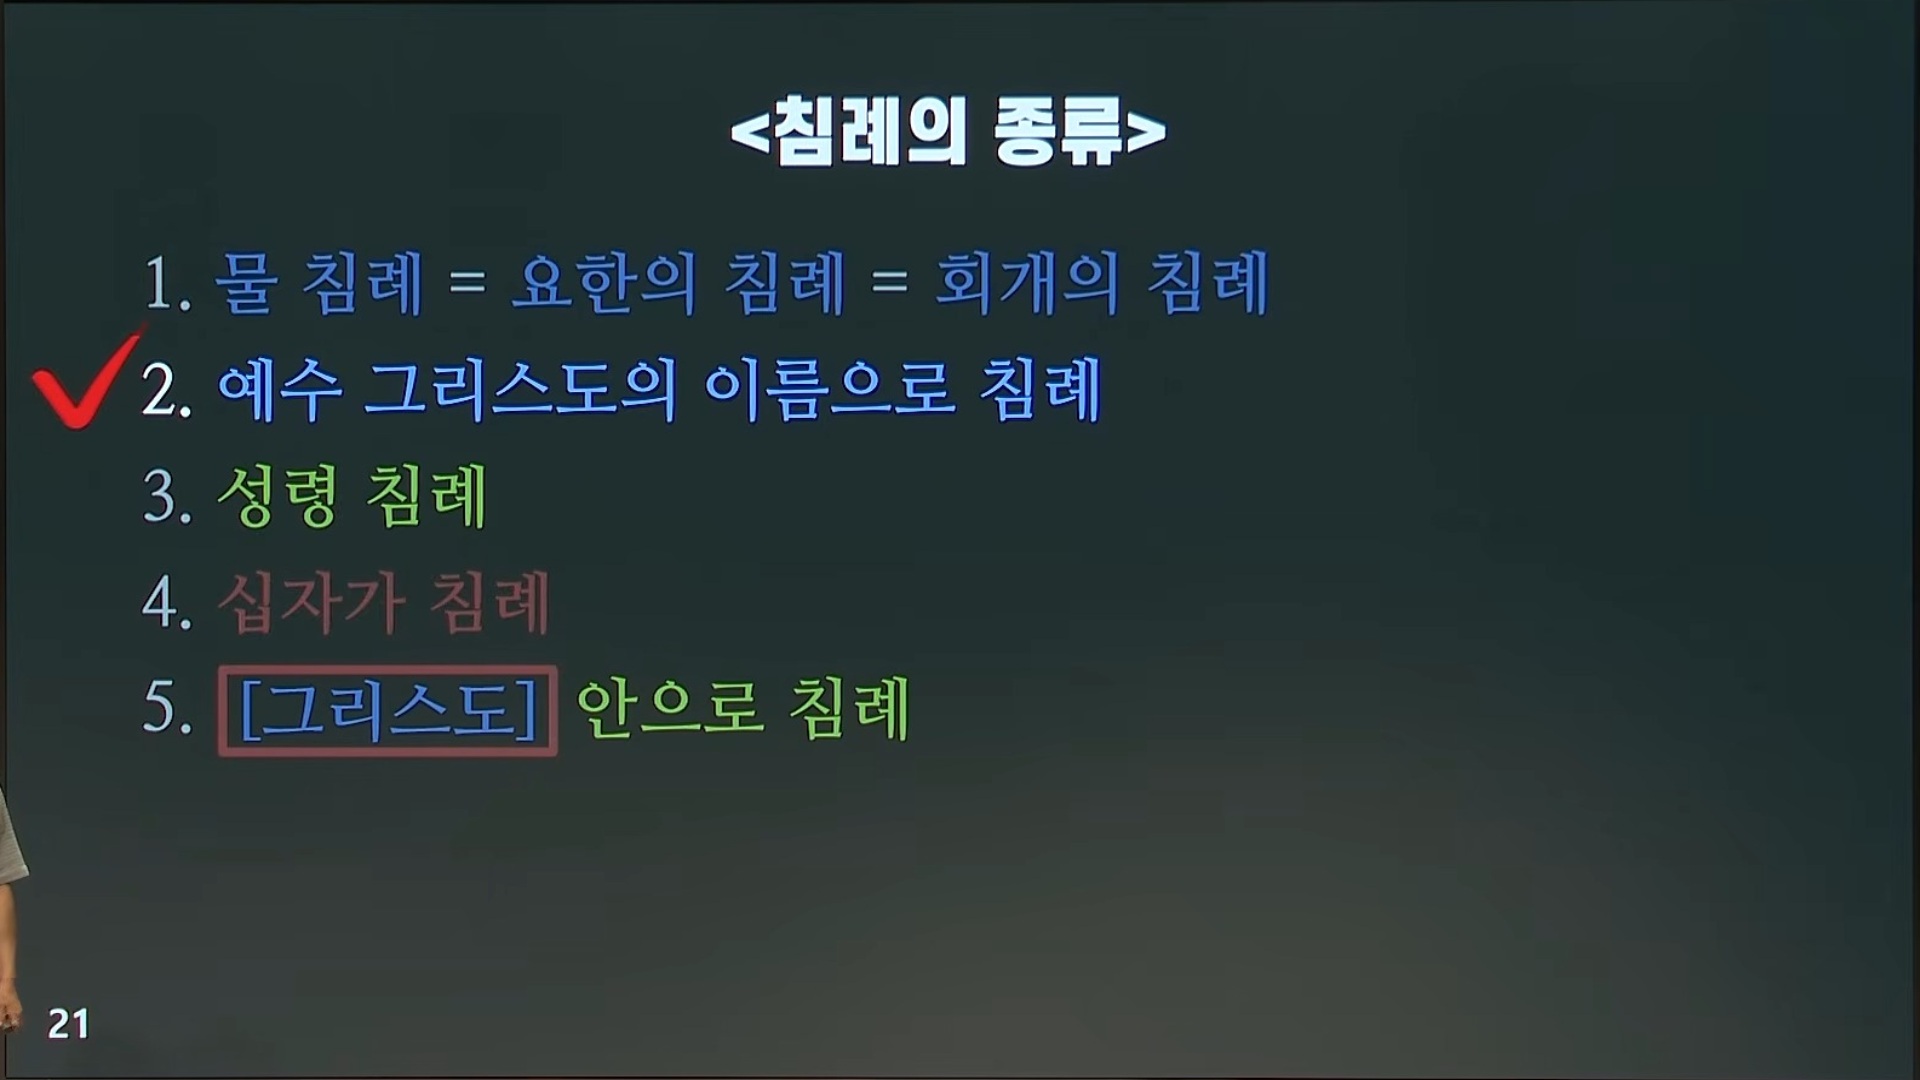 <침례의 종류>
1. 물 침례 = 요한의 침례 = 회개의 침례
2. 예수 그리스도의 이름으로 침례
3. 성령 침례
4. 십자가 침례
5. [그리스도] 안으로 침례
21